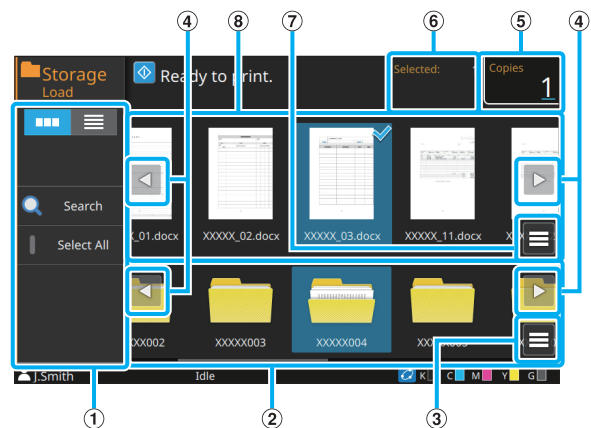 ④ ⑧ ⑦ ⑥ ⑤ ④
Storage
Load
Ready to print.
Selected:
Copies
1
Search
Select All
_01.docx XXXXX_02.docx XXXXX_03.docx XXXXX_11.docx
XX002 XXXXX003 XXXXX004
J.Smith Idle K C M Y G
① ② ③